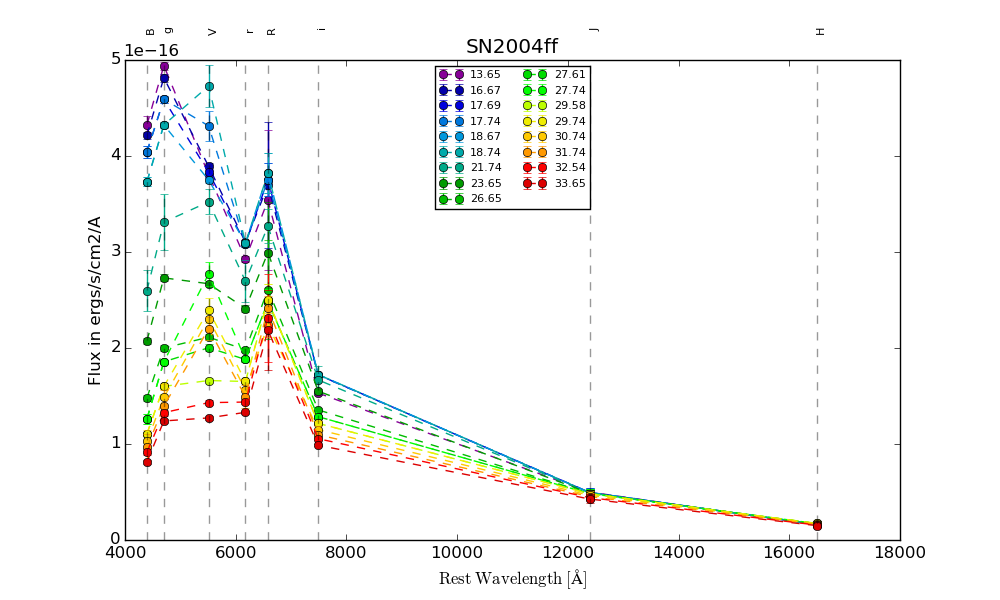 B g V r R i J H
SN2004ff
1e−16
5
4
3
2
1
0
Flux in ergs/s/cm2/A
13.65 27.61
16.67 27.74
17.69 29.58
17.74 29.74
18.67 30.74
18.74 31.74
21.74 32.54
23.65 33.65
26.65
4000 6000 8000 10000 12000 14000 16000 18000
Rest Wavelength [Å]